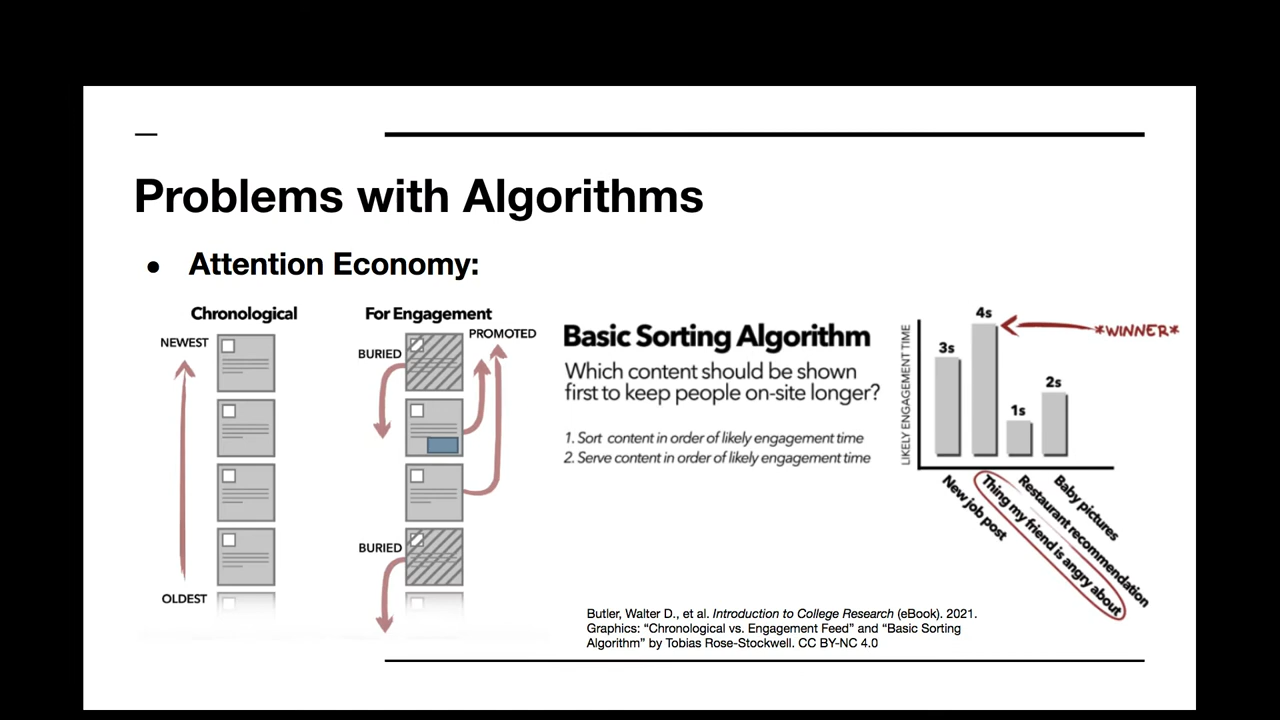 Problems with Algorithms
● Attention Economy:
Chronological
NEWEST
OLDEST
For Engagement
PROMOTED
BURIED
BURIED
Basic Sorting Algorithm
Which content should be shown
first to keep people on-site longer?
1. Sort content in order of likely engagement time
2. Serve content in order of likely engagement time
LIKELY ENGAGEMENT TIME
3s
4s
1s
2s
*WINNER*
New job post
Thing my friend is angry about
Restaurant recommendation
Baby pictures
Butler, Walter D., et al. Introduction to College Research (eBook). 2021.
Graphics: “Chronological vs. Engagement Feed” and “Basic Sorting
Algorithm” by Tobias Rose-Stockwell. CC BY-NC 4.0